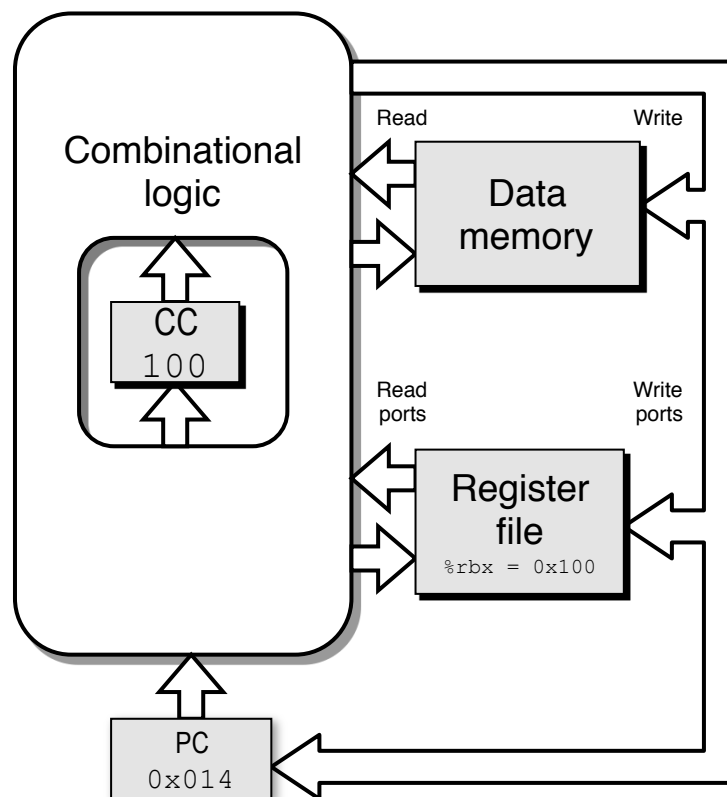 Combinational
logic
CC
100
Read
Write
Data
memory
Read
ports
Write
ports
Register
file
%rbx = 0x100
PC
0x014